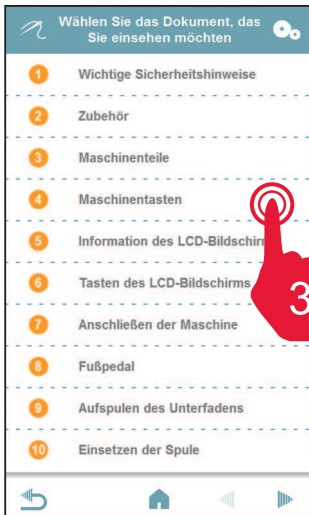 Wählen Sie das Dokument, das
Sie einsehen möchten
1 Wichtige Sicherheitshinweise
2 Zubehör
3 Maschinenteile
4 Maschinentasten
5 Information des LCD-Bildschirm
6 Tasten des LCD-Bildschirms
7 Anschließen der Maschine
8 Fußpedal
9 Aufspulen des Unterfadens
10 Einsetzen der Spule
3